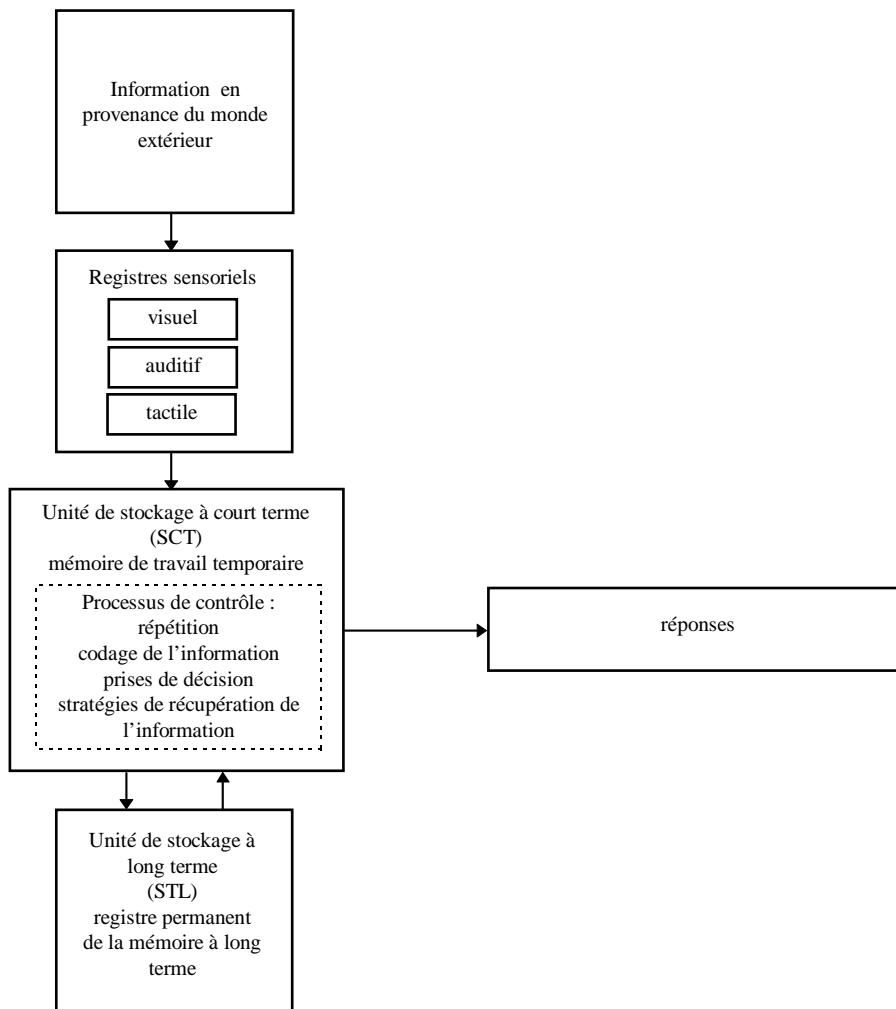 Information en
provenance du monde
extérieur
Registres sensoriels
visuel
auditif
tactile
Unité de stockage à court terme
(SCT)
mémoire de travail temporaire
Processus de contrôle :
répétition
codage de l’information
prises de décision
stratégies de récupération de
l’information
réponses
Unité de stockage à
long terme
(STL)
registre permanent
de la mémoire à long
terme